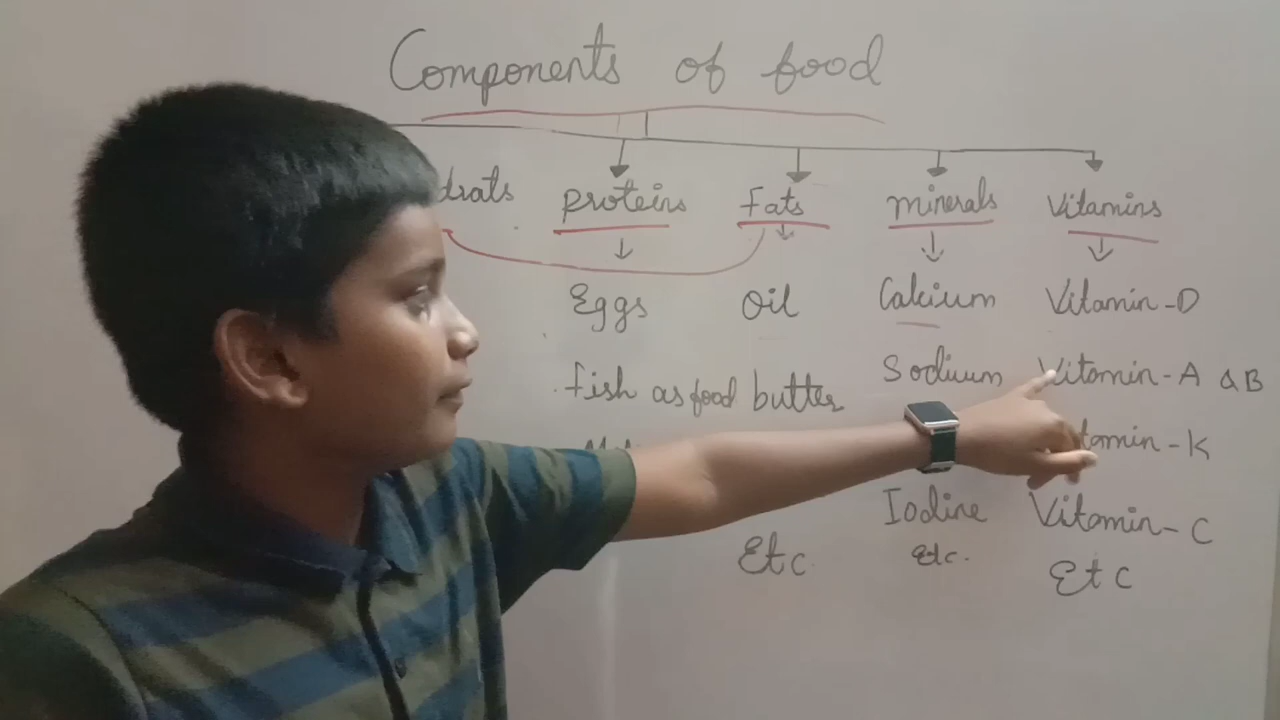 Components of food
drats Proteins Fats minerals Vitamins
Eggs Oil Calcium Vitamin-D
fish as food butter Sodium Vitamin-A &B
tamin-K
Iodine Vitamin-C
Etc. Etc. Etc